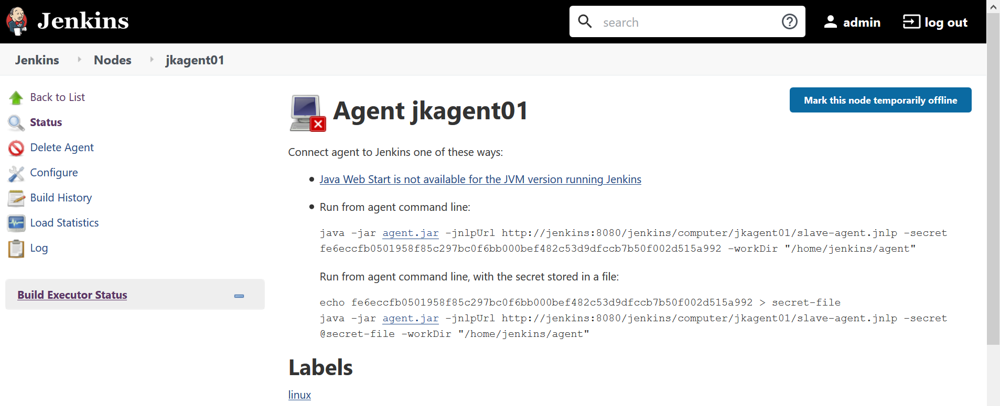 Jenkins
search
admin
log out
Jenkins
Nodes
jkagent01
Back to List
Status
Delete Agent
Configure
Build History
Load Statistics
Log
Build Executor Status
Agent jkagent01
Mark this node temporarily offline
Connect agent to Jenkins one of these ways:
Java Web Start is not available for the JVM version running Jenkins
Run from agent command line:
java -jar agent.jar -jnlpUrl http://jenkins:8080/jenkins/computer/jkagent01/slave-agent.jnlp -secret
fe6eccfb0501958f85c297bc0f6bb000bef482c53d9dfccb7b50f002d515a992 -workDir "/home/jenkins/agent"
Run from agent command line, with the secret stored in a file:
echo fe6eccfb0501958f85c297bc0f6bb000bef482c53d9dfccb7b50f002d515a992 > secret-file
java -jar agent.jar -jnlpUrl http://jenkins:8080/jenkins/computer/jkagent01/slave-agent.jnlp -secret
@secret-file -workDir "/home/jenkins/agent"
Labels
linux